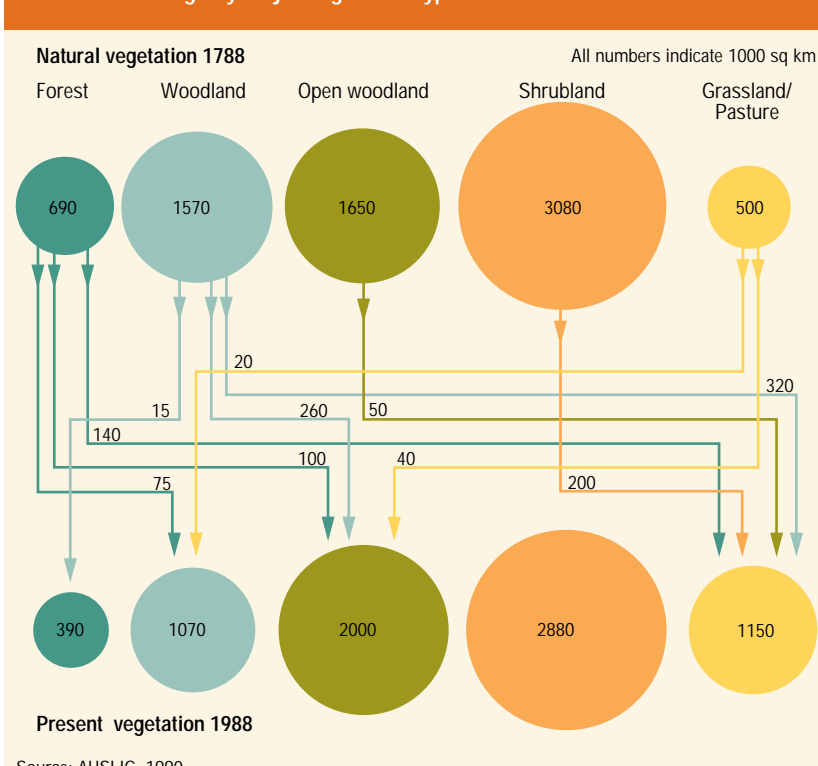 Natural vegetation 1788
All numbers indicate 1000 sq km
Forest Woodland Open woodland Shrubland Grassland/
Pasture
690 1570 1650 3080 500
20
320
15 260 50
140
100 40
75 200
390 1070 2000 2880 1150
Present vegetation 1988